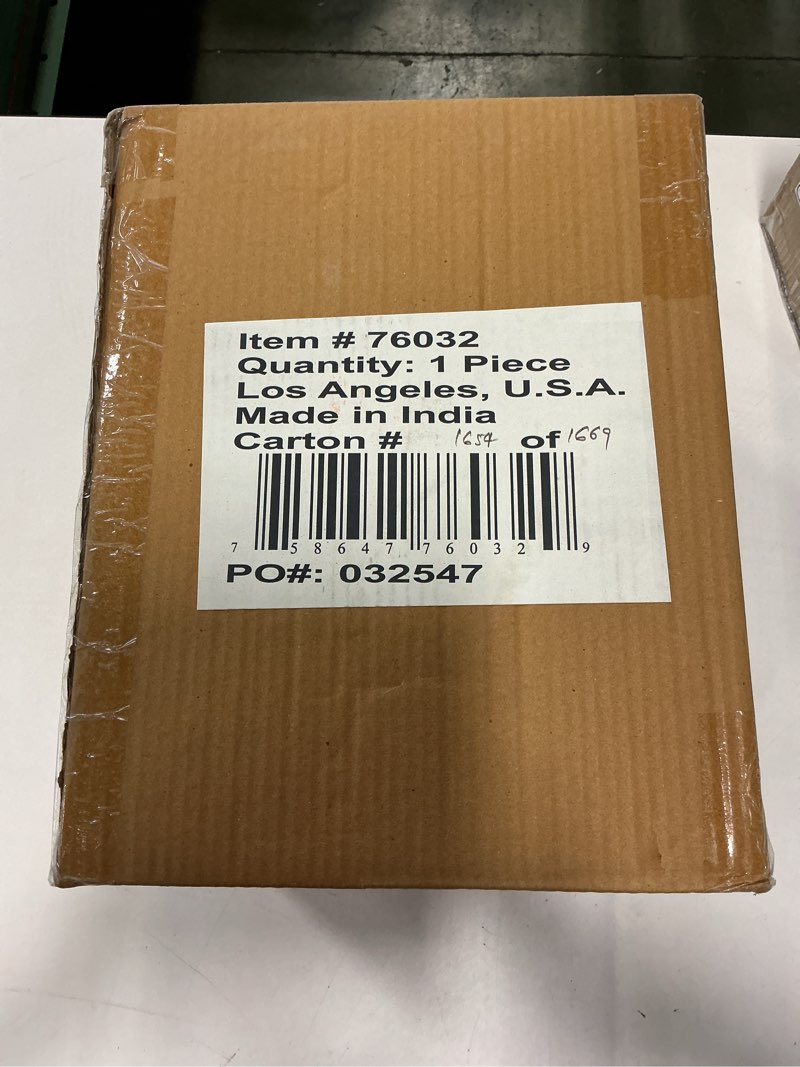 Item # 76032
Quantity: 1 Piece
Los Angeles, U.S.A.
Made in India
Carton # 1654 of 1669
7 58647 76032 9
PO#: 032547